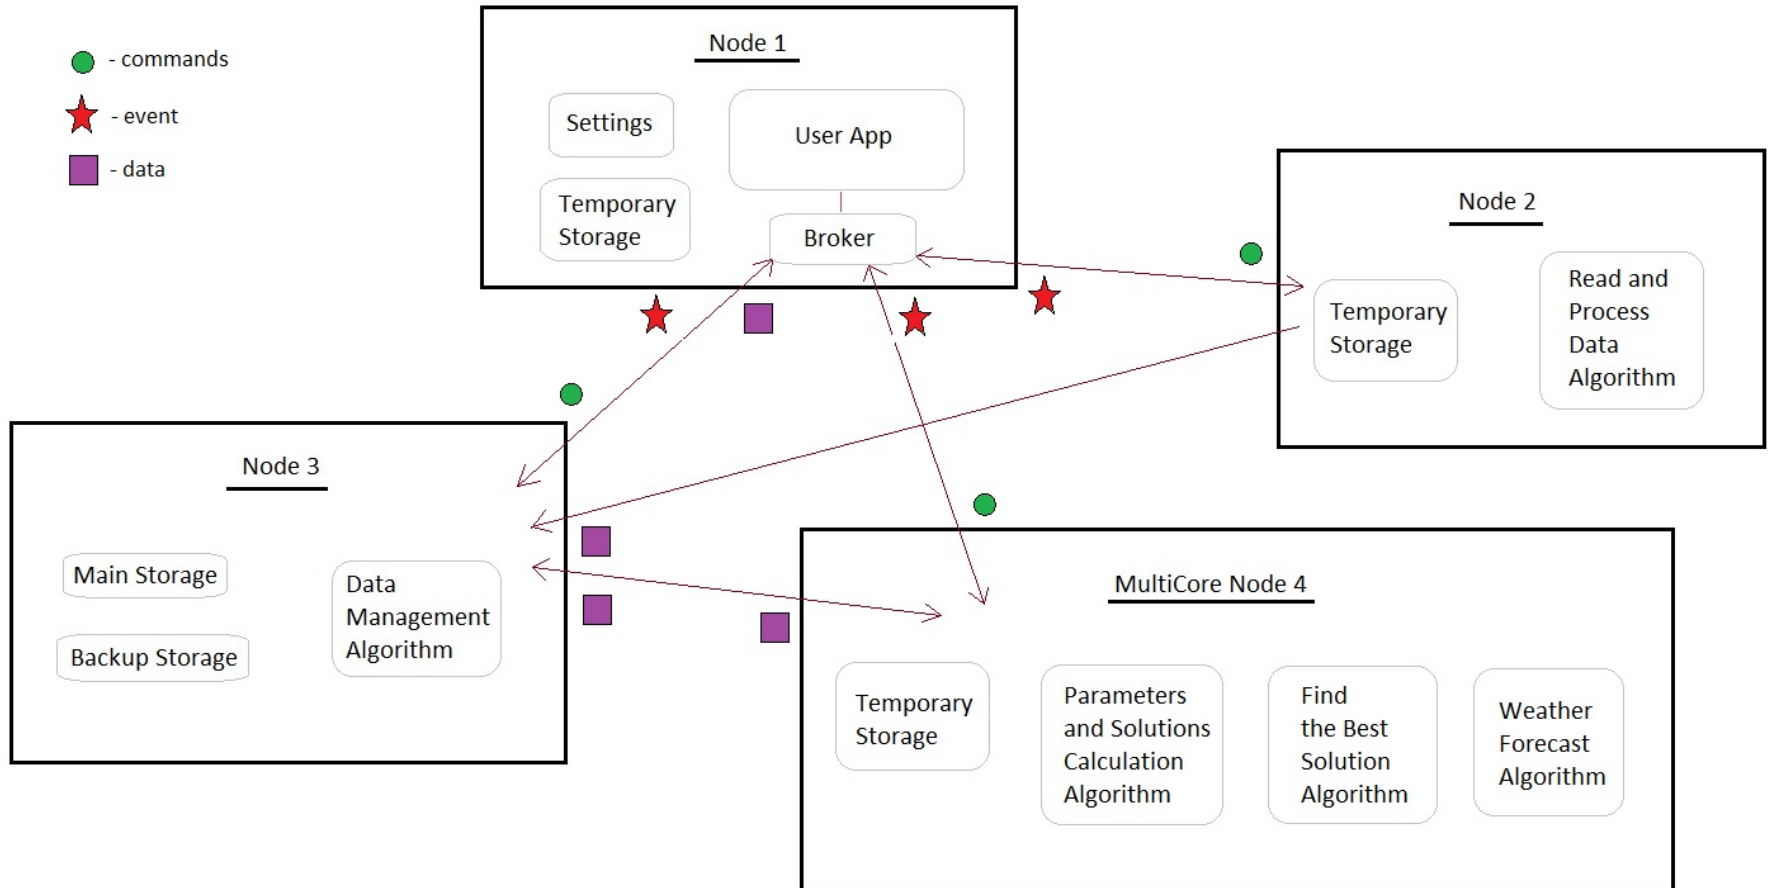 - commands
- event
- data
Node 1
Settings
User App
Temporary
Storage
Broker
Node 2
Temporary
Storage
Read and
Process
Data
Algorithm
Node 3
Main Storage
Backup Storage
Data
Management
Algorithm
MultiCore Node 4
Temporary
Storage
Parameters
and Solutions
Calculation
Algorithm
Find
the Best
Solution
Algorithm
Weather
Forecast
Algorithm